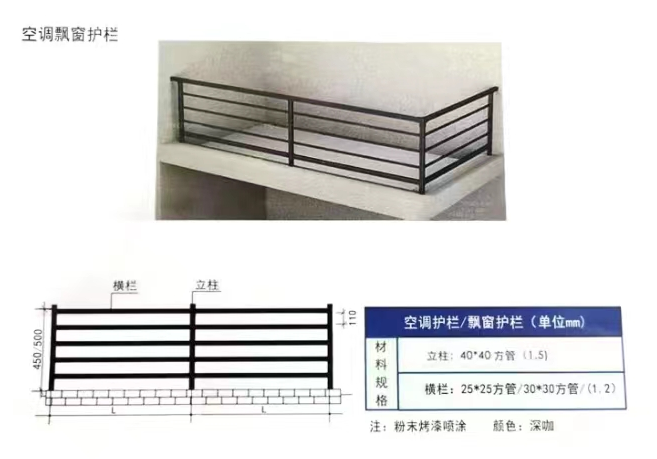 空调飘窗护栏
横栏
立柱
450/500
110
L
L
空调护栏/飘窗护栏(单位mm)
材料规格
立柱: 40*40方管 (1.5)
横栏: 25*25方管/30*30方管/(1.2)
注: 粉末烤漆喷涂 颜色: 深咖